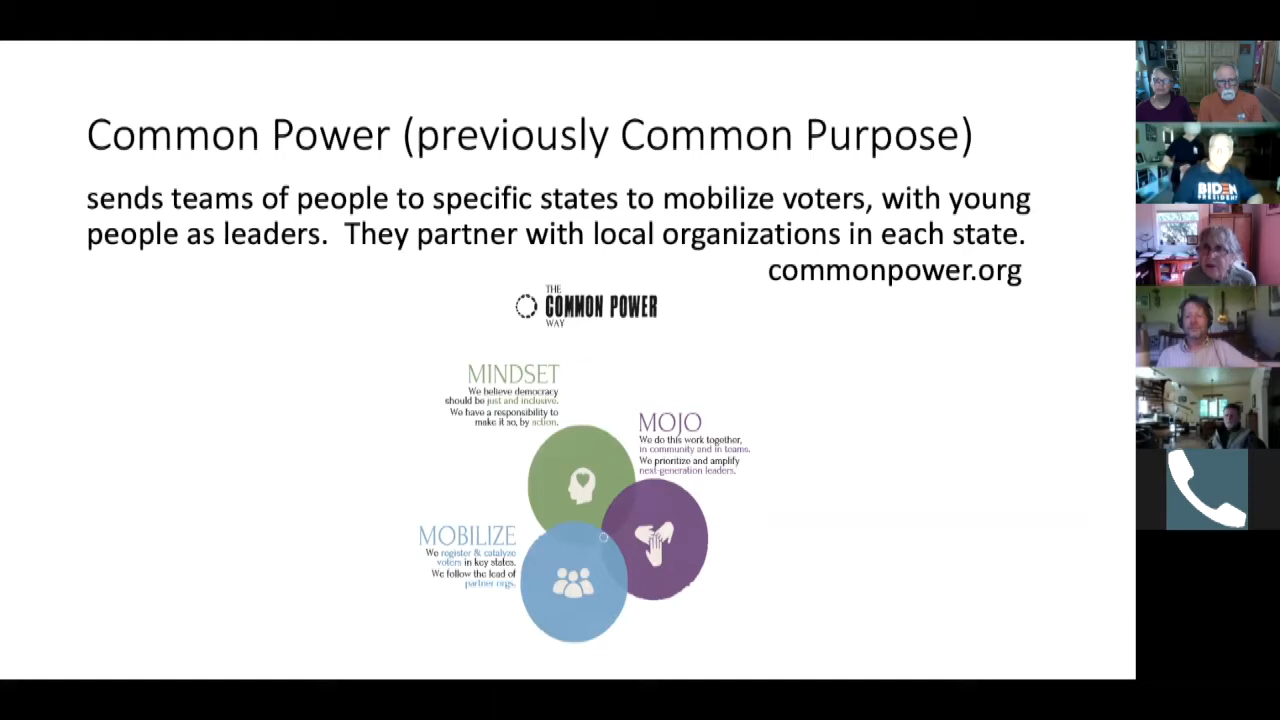 Common Power (previously Common Purpose)
sends teams of people to specific states to mobilize voters, with young
people as leaders.  They partner with local organizations in each state.
commonpower.org
THE
COMMON POWER
WAY
MINDSET
We believe democracy
should be just and inclusive.
We have a responsibility to
make it so, by action.
MOJO
We do this work together,
in community and in teams.
We prioritize and amplify
next-generation leaders.
MOBILIZE
We register & catalyze
voters in key states.
We follow the lead of
partner orgs.
BIDEN
PRESIDENT